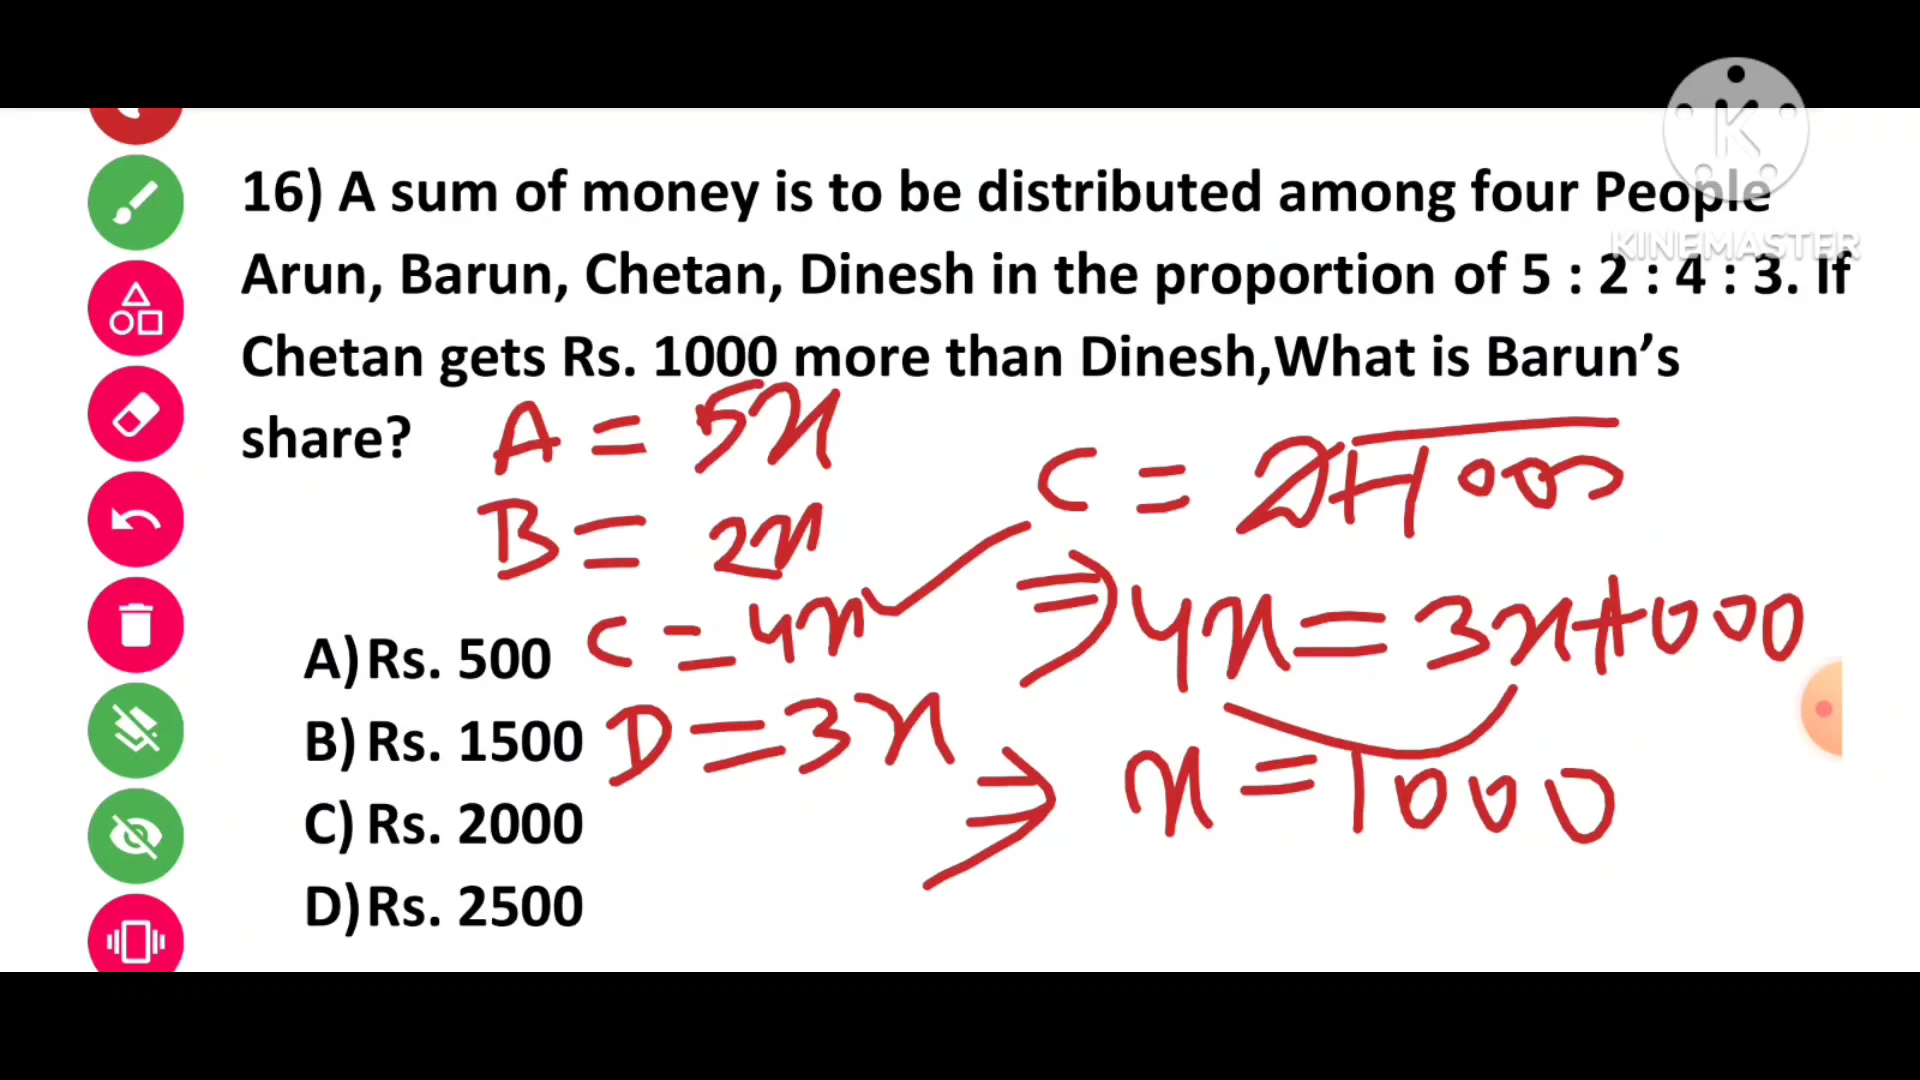 K
KINEMASTER
16) A sum of money is to be distributed among four People
Arun, Barun, Chetan, Dinesh in the proportion of 5 : 2 : 4 : 3. If
Chetan gets Rs. 1000 more than Dinesh,What is Barun’s
share?
A = 5x
B = 2x
C = 4x
D = 3x
C = D+1000
⇒ 4x = 3x+1000
⇒ x = 1000
A) Rs. 500
B) Rs. 1500
C) Rs. 2000
D) Rs. 2500